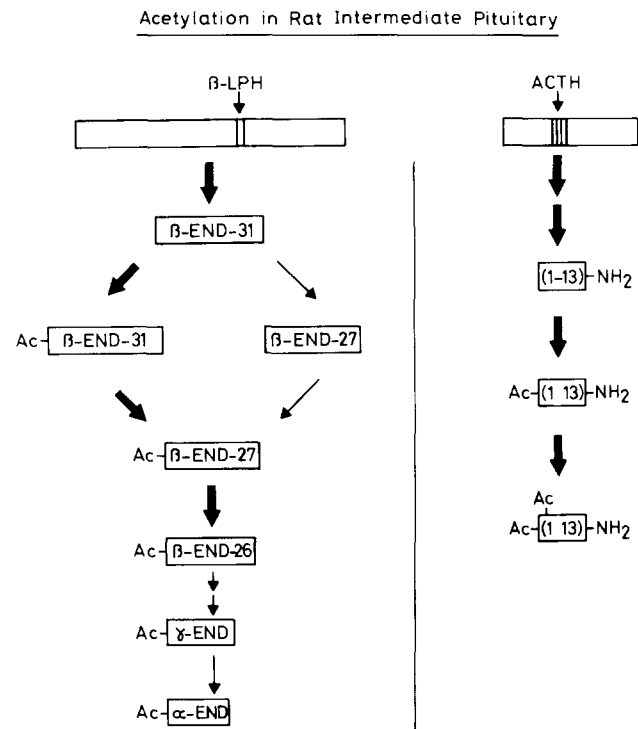 Acetylation in Rat Intermediate Pituitary
ß-LPH
ß-END-31
Ac-ß-END-31
ß-END-27
Ac-ß-END-27
Ac-ß-END-26
Ac-γ-END
Ac-α-END
ACTH
(1-13)-NH2
Ac-(1 13)-NH2
Ac
Ac-(1 13)-NH2